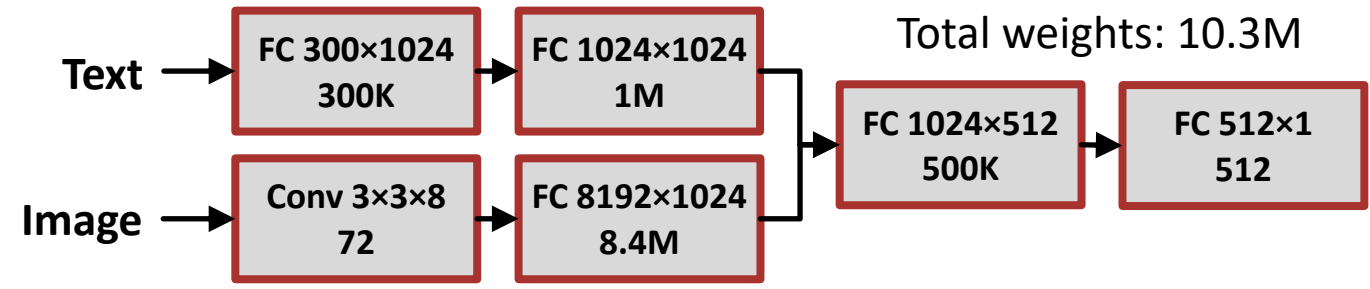 Total weights: 10.3M
Text
FC 300×1024
300K
FC 1024×1024
1M
Image
Conv 3×3×8
72
FC 8192×1024
8.4M
FC 1024×512
500K
FC 512×1
512